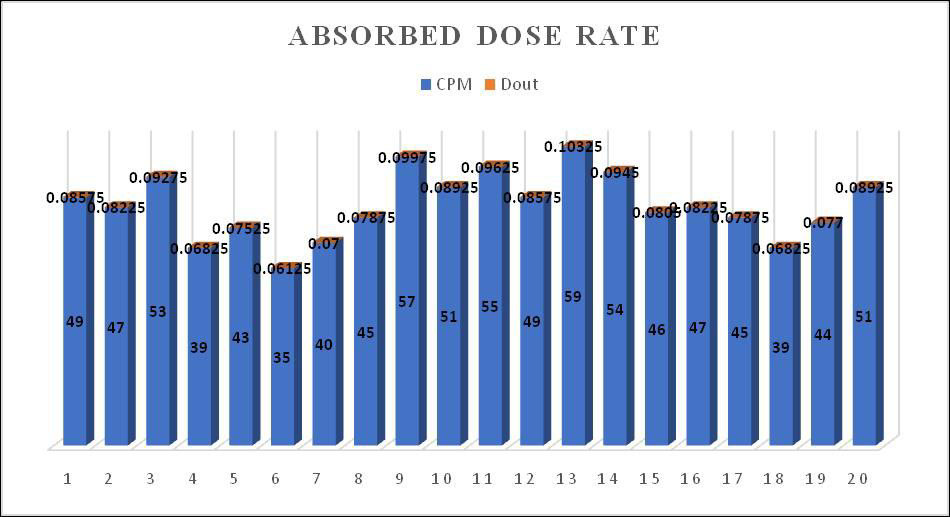 ABSORBED DOSE RATE
CPM Dout
0.08575 0.08225 0.09275 0.06825 0.07525 0.06125 0.07 0.07875 0.09975 0.08925 0.09625 0.08575 0.10325 0.0945 0.0805 0.08225 0.07875 0.06825 0.077 0.08925
49 47 53 39 43 35 40 45 57 51 55 49 59 54 46 47 45 39 44 51
1 2 3 4 5 6 7 8 9 10 11 12 13 14 15 16 17 18 19 20